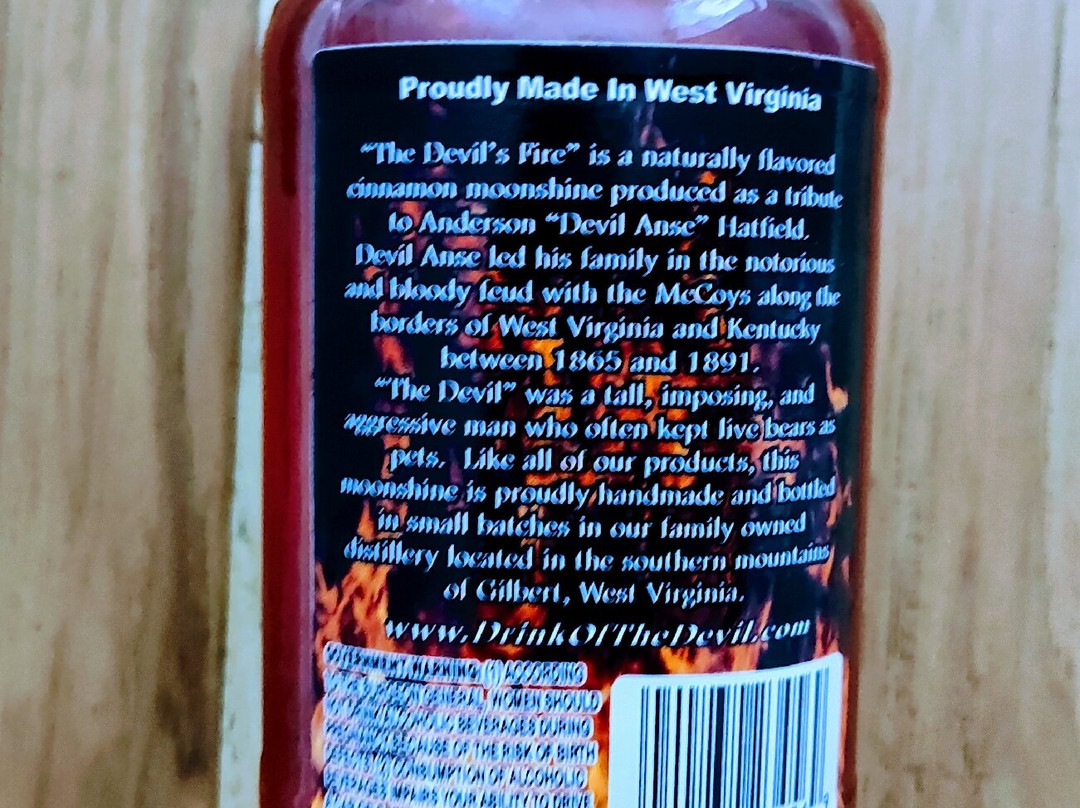 Proudly Made In West Virginia
“The Devil's Fire” is a naturally flavored
cinnamon moonshine produced as a tribute
to Anderson “Devil Anse” Hatfield.
Devil Anse led his family in the notorious
and bloody feud with the McCoys along the
borders of West Virginia and Kentucky
between 1865 and 1891.
“The Devil” was a tall, imposing, and
aggressive man who often kept live bears as
pets. Like all of our products, this
moonshine is proudly handmade and bottled
in small batches in our family owned
distillery located in the southern mountains
of Gilbert, West Virginia.
www.DrinkOfTheDevil.com
GOVERNMENT WARNING: (1) ACCORDING
GENERAL, WOMEN SHOULD
ALCOHOLIC BEVERAGES DURING
BECAUSE OF THE RISK OF BIRTH
CONSUMPTION OF ALCOHOLIC
IMPAIRS YOUR ABILITY TO DRIVE